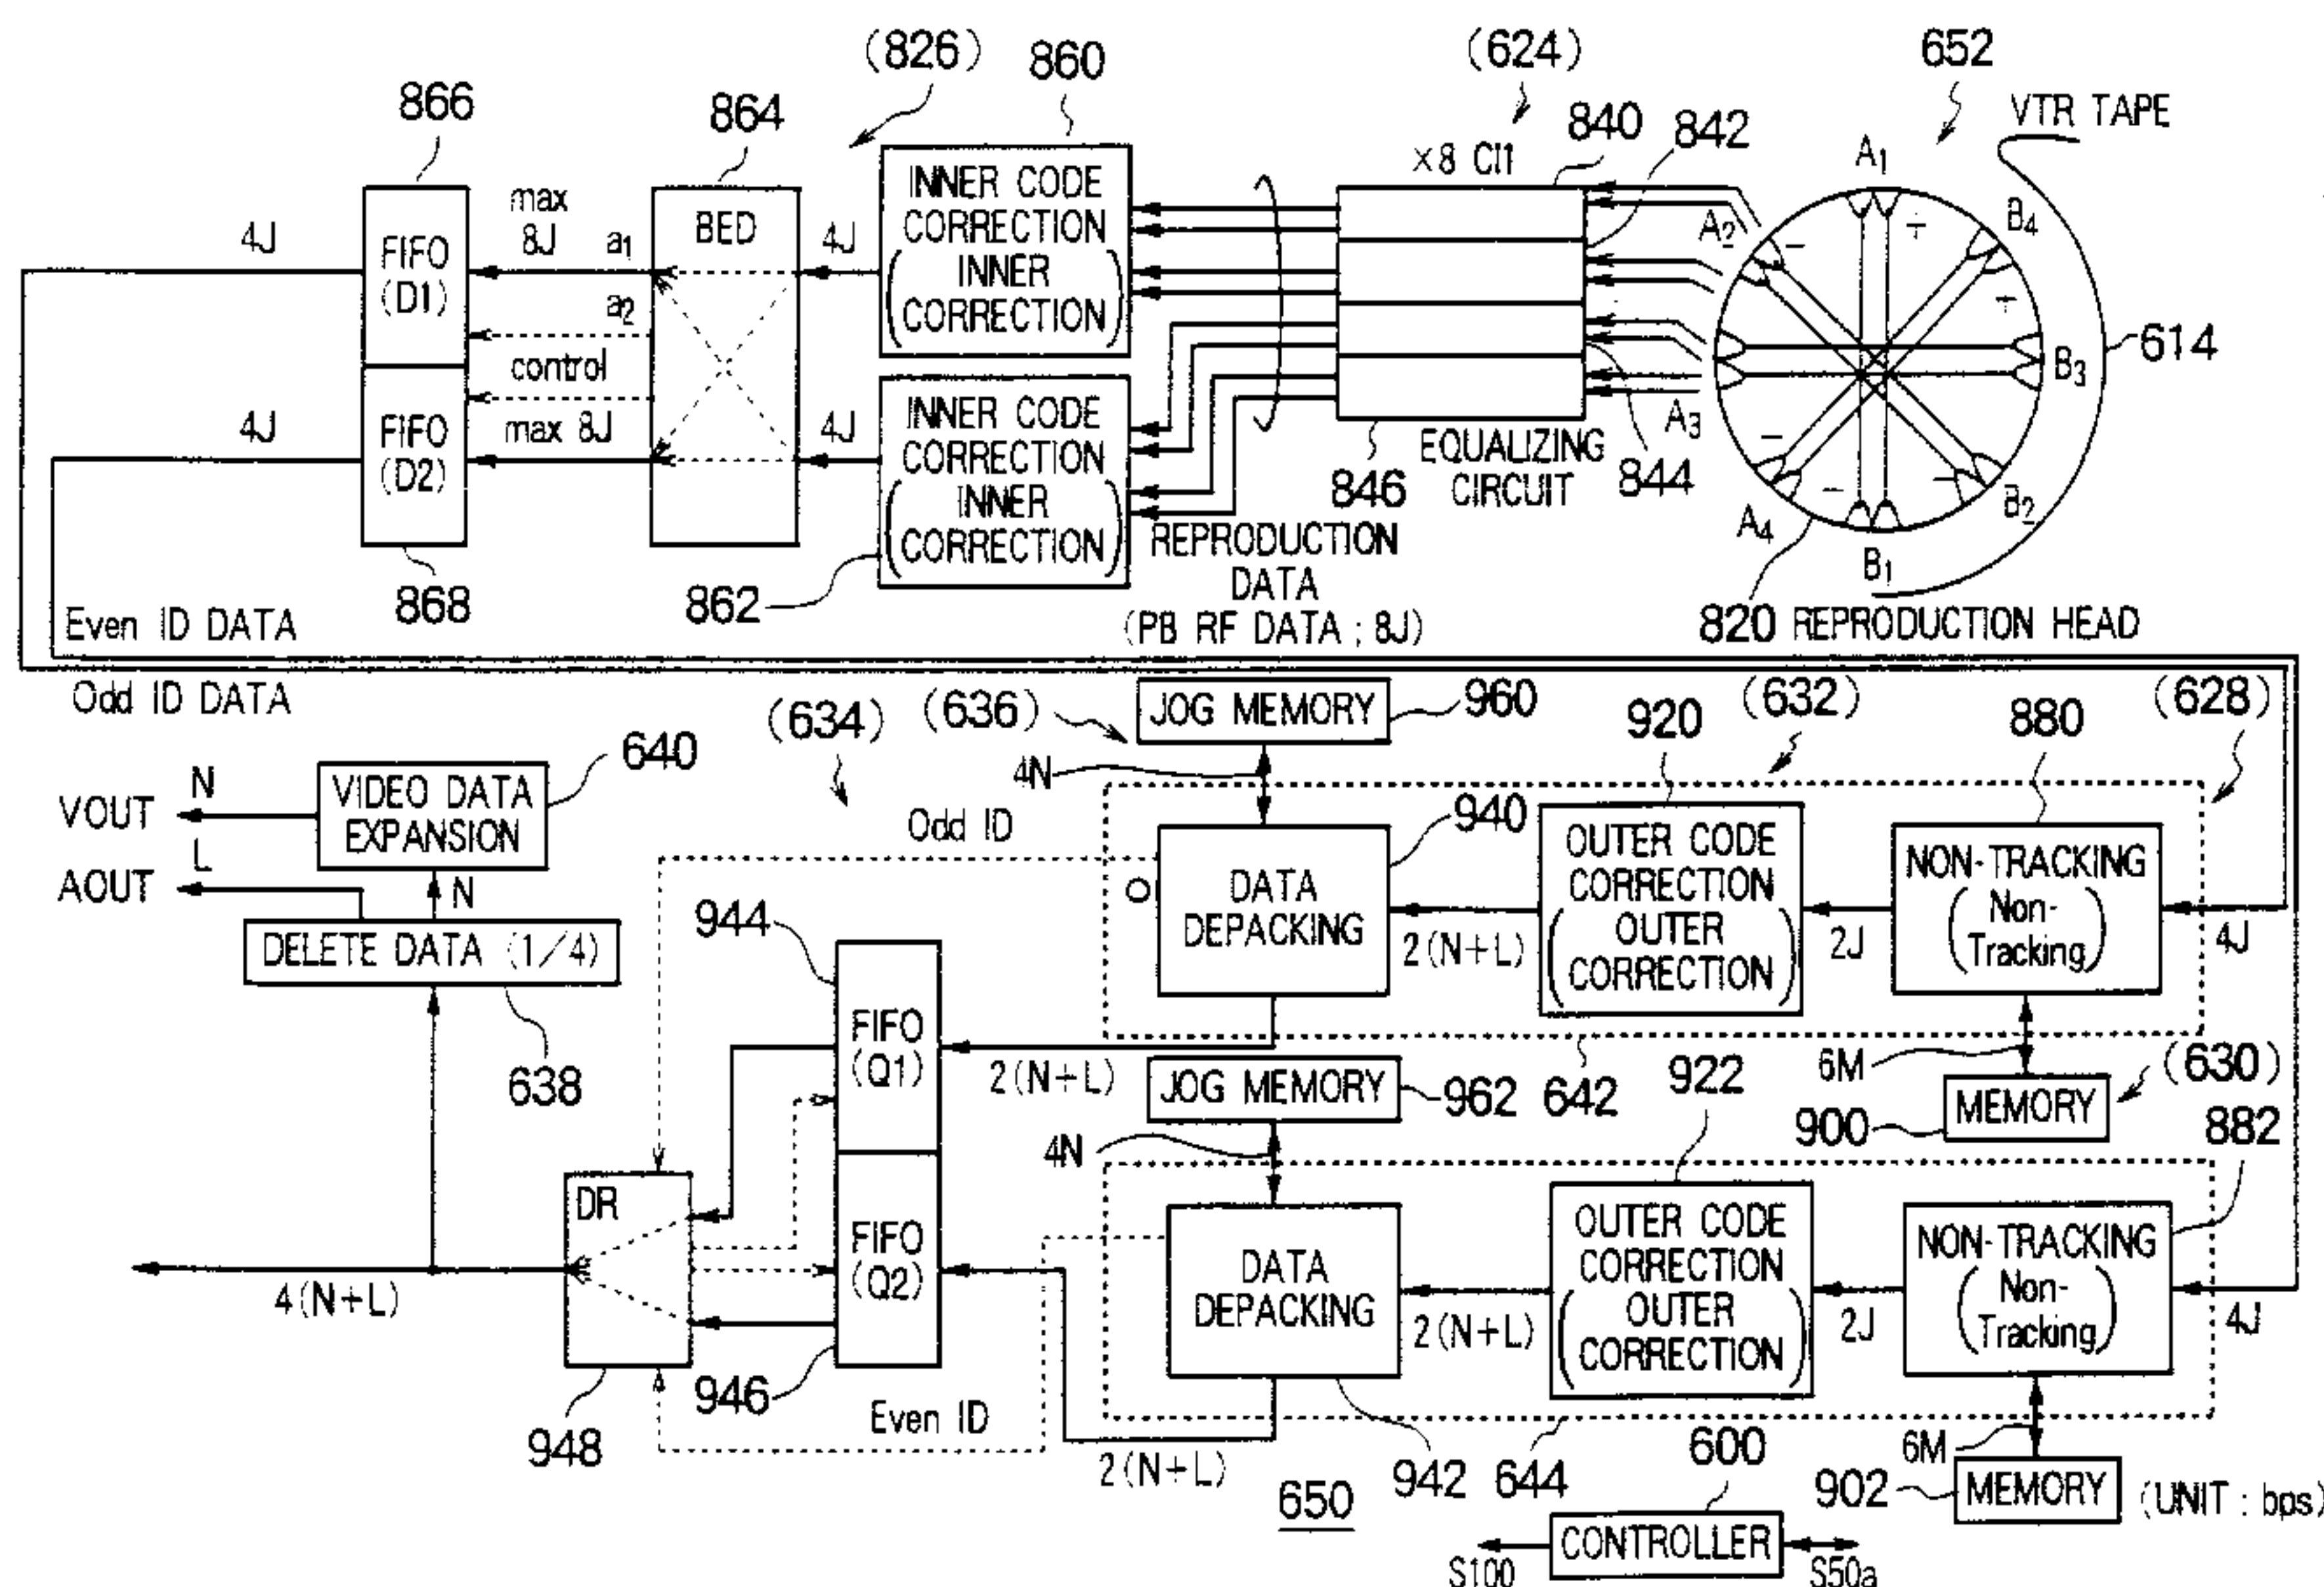 (826)
860
(624)
652
866
864
840
842
VTR TAPE
×8 CH1
A1
B4
+
A2
−
+
INNER CODE
CORRECTION
(INNER
CORRECTION)
BED
max
8J
a1
a2
4J
FIFO
(D1)
4J
control
max 8J
4J
FIFO
(D2)
4J
INNER CODE
CORRECTION
(INNER
CORRECTION)
B3
614
A3
EQUALIZING
CIRCUIT
846
844
−
−
−
A4
B1
B2
868
862
REPRODUCTION
DATA
(PB RF DATA ; 8J)
820 REPRODUCTION HEAD
Even ID DATA
Odd ID DATA
(634)
(636)
JOG MEMORY
960
(632)
920
880
(628)
640
4N
VIDEO DATA
EXPANSION
N
VOUT
L
AOUT
N
Odd ID
940
OUTER CODE
CORRECTION
(OUTER
CORRECTION)
NON-TRACKING
(Non-
Tracking)
DATA
DEPACKING
O
944
DELETE DATA (1/4)
2(N+L)
2J
4J
638
FIFO
(Q1)
2(N+L)
JOG MEMORY
962
642
922
6M
(630)
900
MEMORY
882
4N
DR
FIFO
(Q2)
DATA
DEPACKING
OUTER CODE
CORRECTION
(OUTER
CORRECTION)
NON-TRACKING
(Non-
Tracking)
4(N+L)
2(N+L)
2J
4J
946
Even ID
948
2(N+L)
942
644
600
6M
902
MEMORY
(UNIT : bps)
650
CONTROLLER
S100
S50a